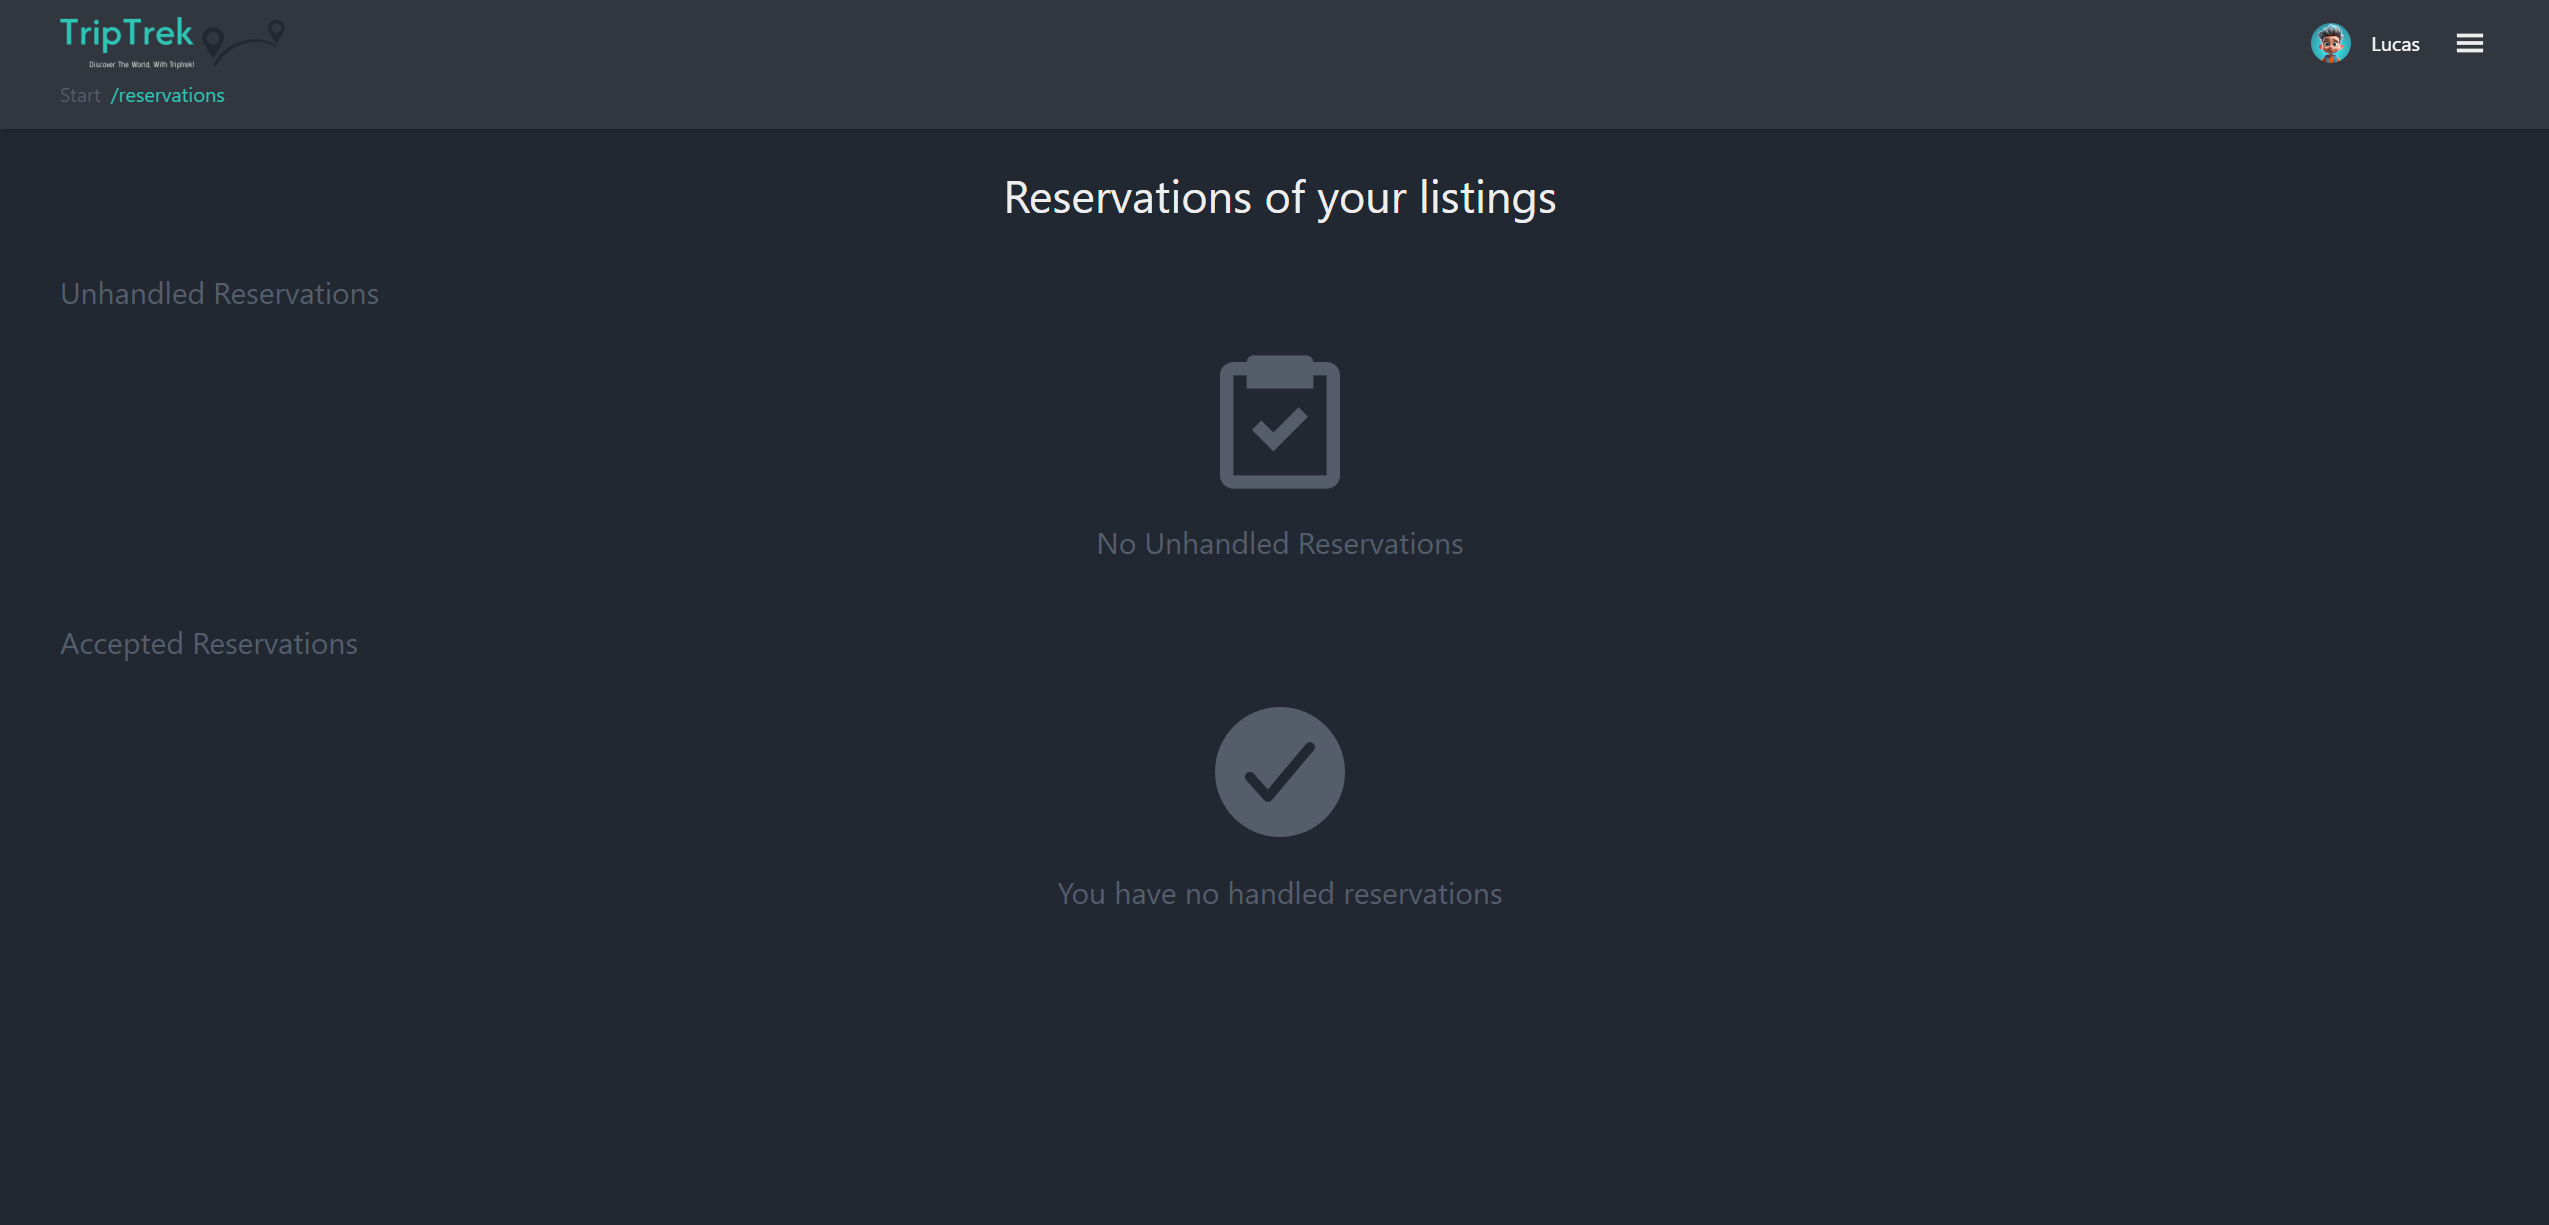 TripTrek
Discover The World, With Triptrek!
Lucas
Start /reservations
Reservations of your listings
Unhandled Reservations
No Unhandled Reservations
Accepted Reservations
You have no handled reservations